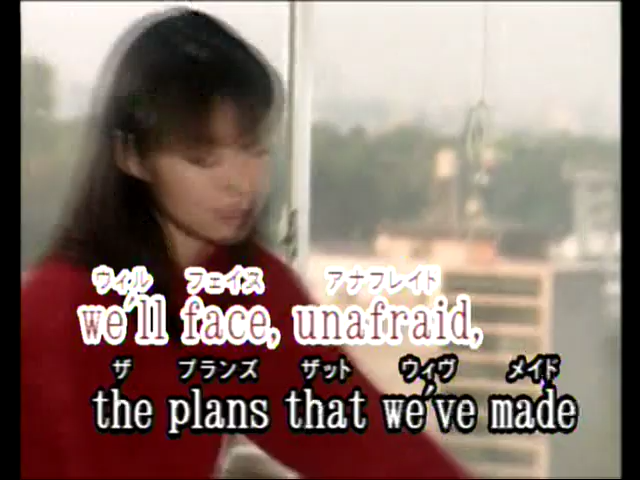 ウィル フェイス アナフレイド
we'll face, unafraid,
ザ プランズ ザット ウィヴ メイド
the plans that we've made